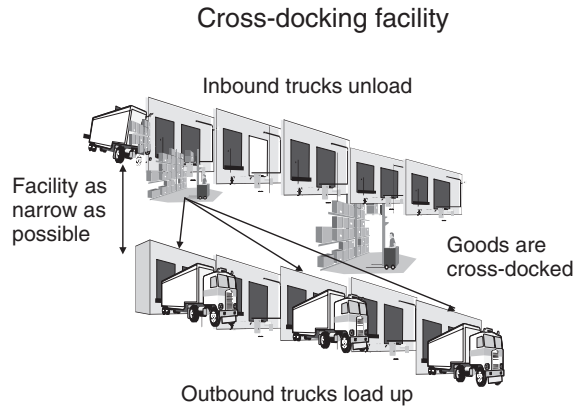 Cross-docking facility
Inbound trucks unload
Facility as
narrow as
possible
Goods are
cross-docked
Outbound trucks load up